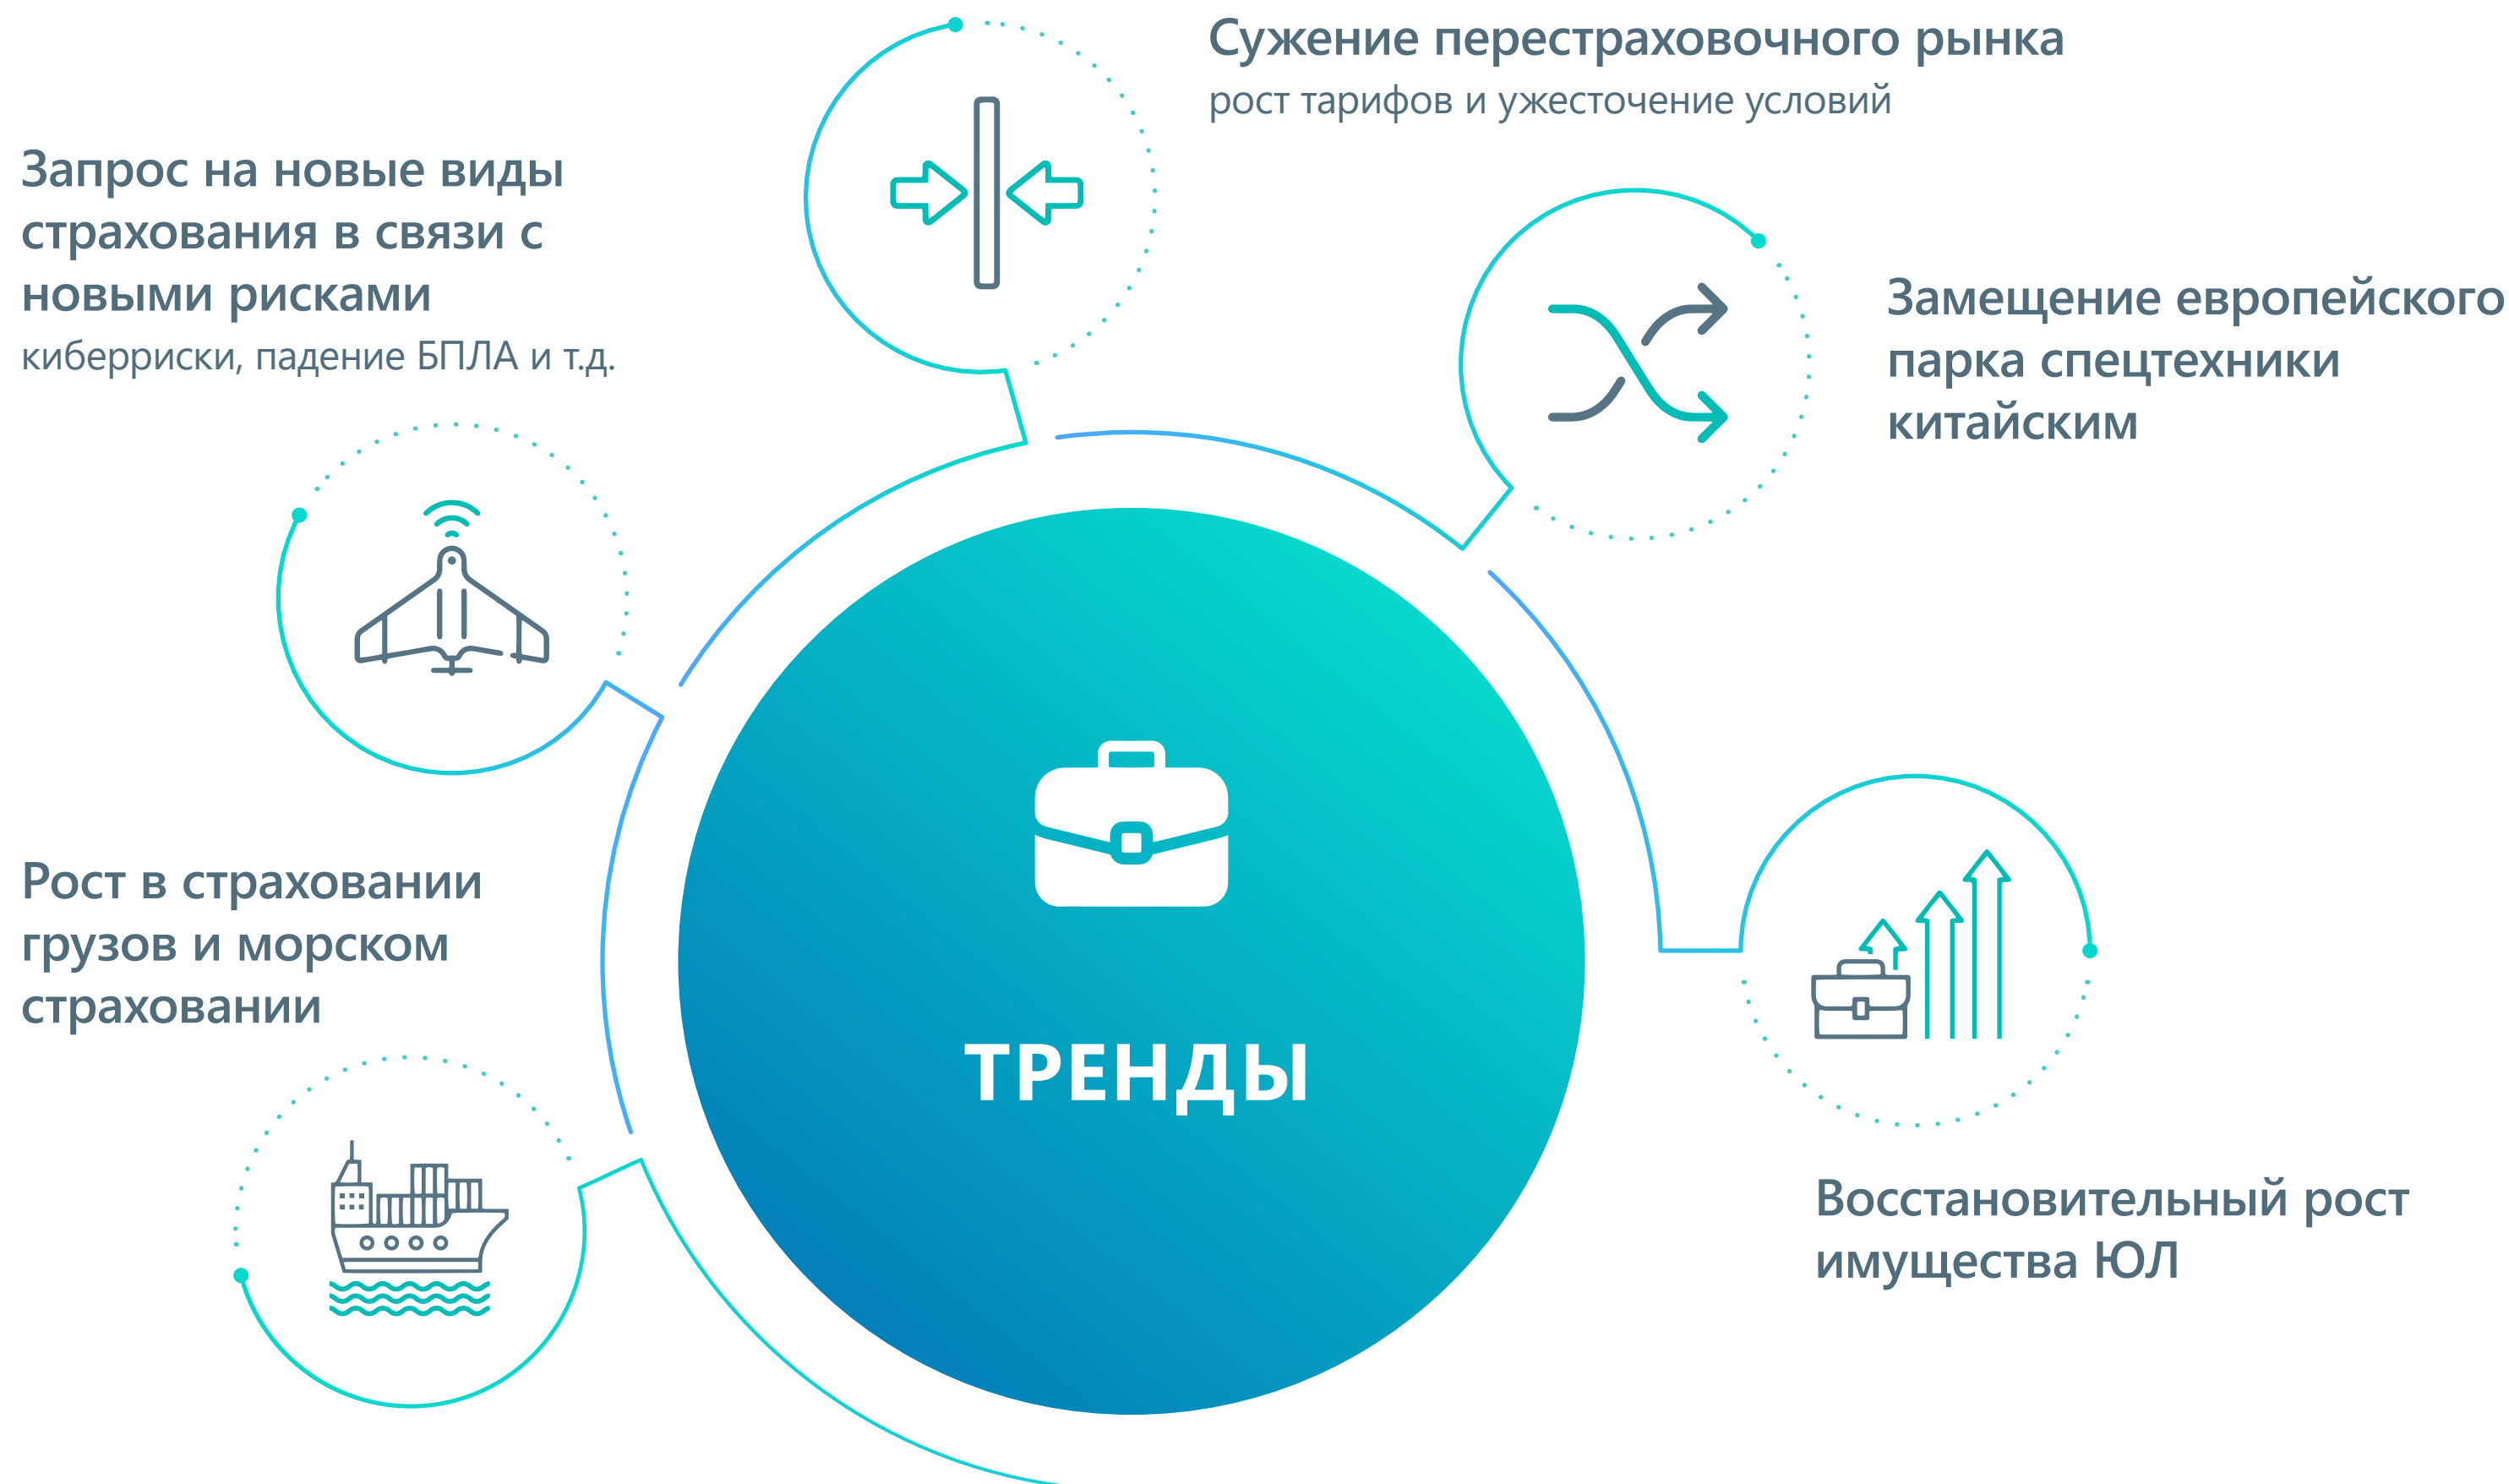 Сужение перестраховочного рынка
рост тарифов и ужесточение условий
Запрос на новые виды
страхования в связи с
новыми рисками
киберриски, падение БПЛА и т.д.
Замещение европейского
парка спецтехники
китайским
Рост в страховании
грузов и морском
страховании
ТРЕНДЫ
Восстановительный рост
имущества ЮЛ